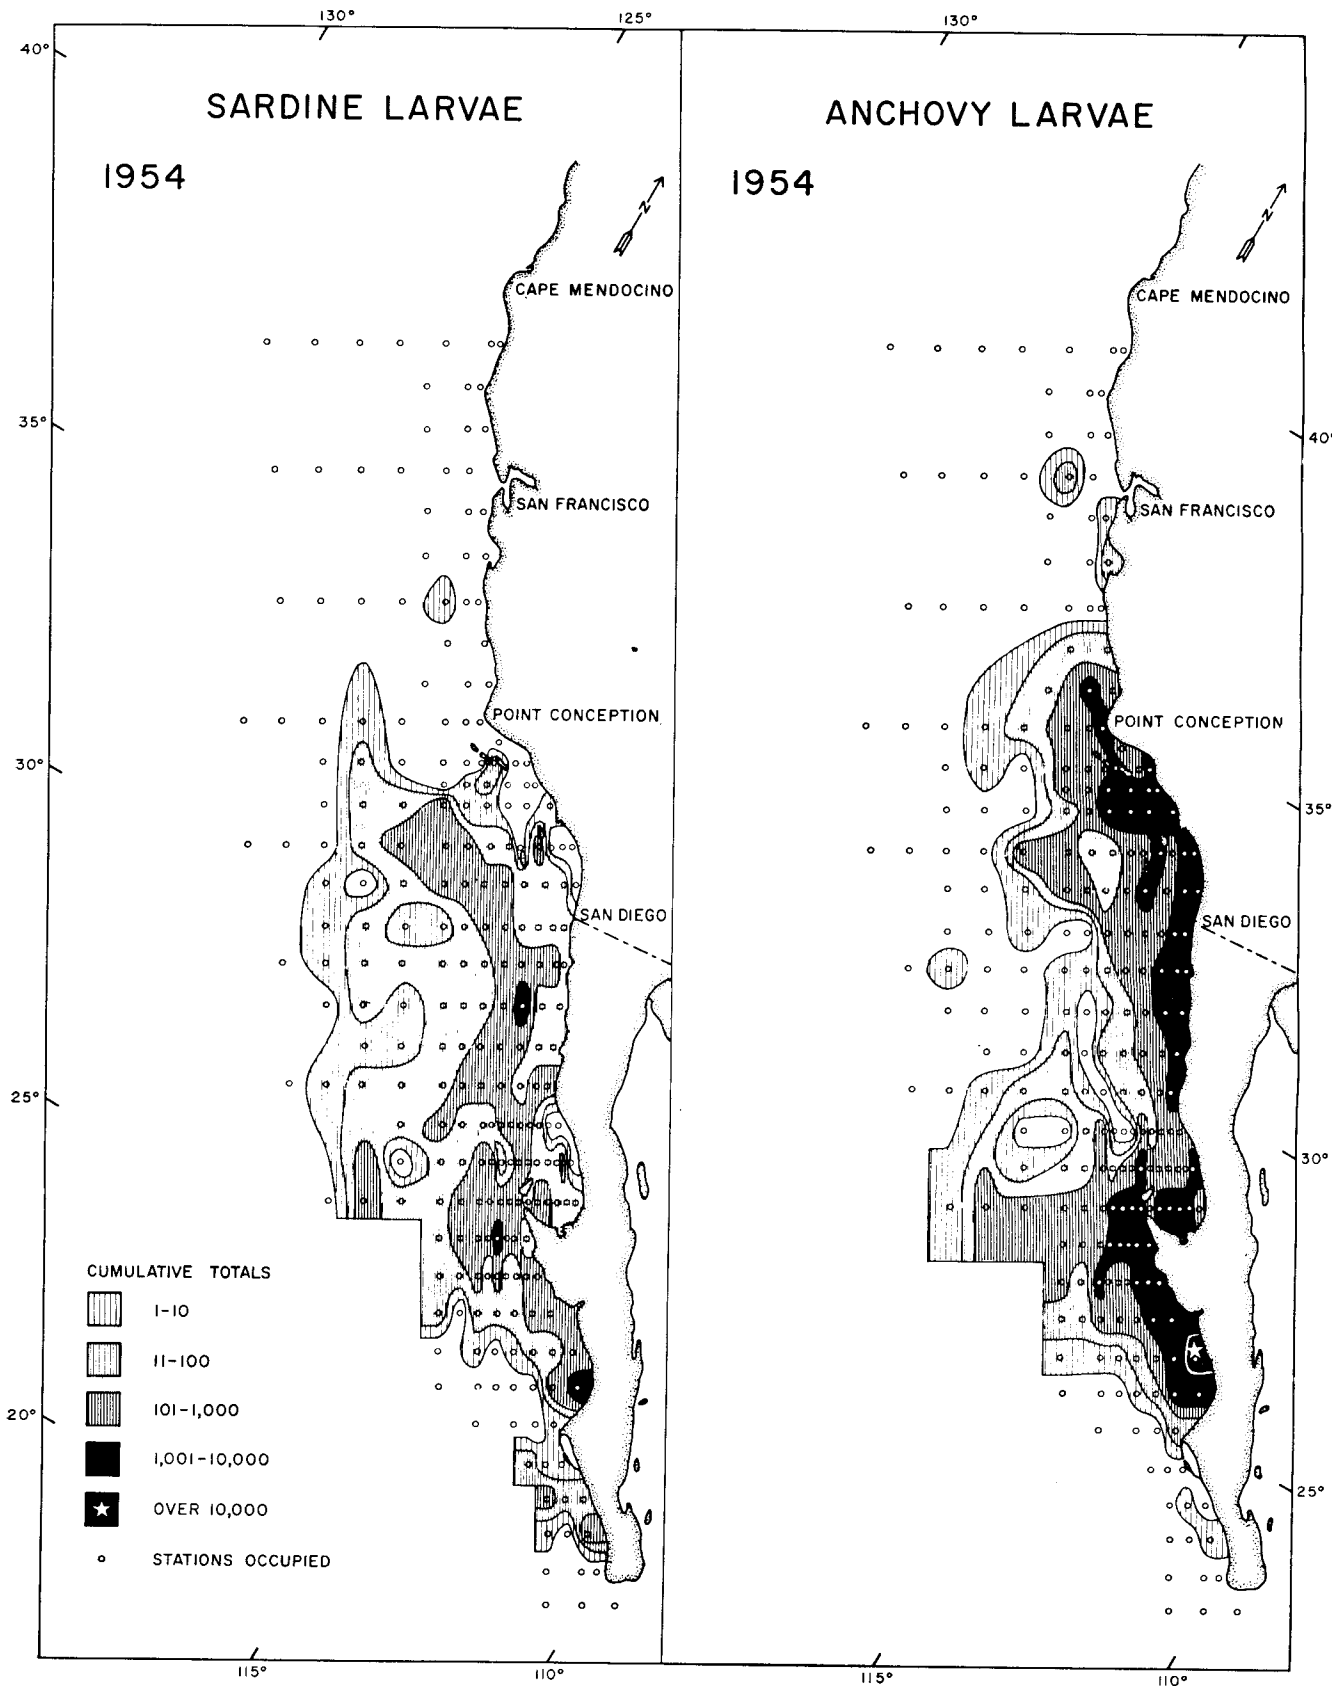 130°
125°
130°
40°
SARDINE LARVAE
ANCHOVY LARVAE
1954
1954
N
N
CAPE MENDOCINO
CAPE MENDOCINO
35°
40°
SAN FRANCISCO
SAN FRANCISCO
POINT CONCEPTION
POINT CONCEPTION
30°
35°
SAN DIEGO
SAN DIEGO
25°
30°
CUMULATIVE TOTALS
1-10
11-100
101-1,000
1,001-10,000
OVER 10,000
STATIONS OCCUPIED
20°
25°
115°
110°
115°
110°